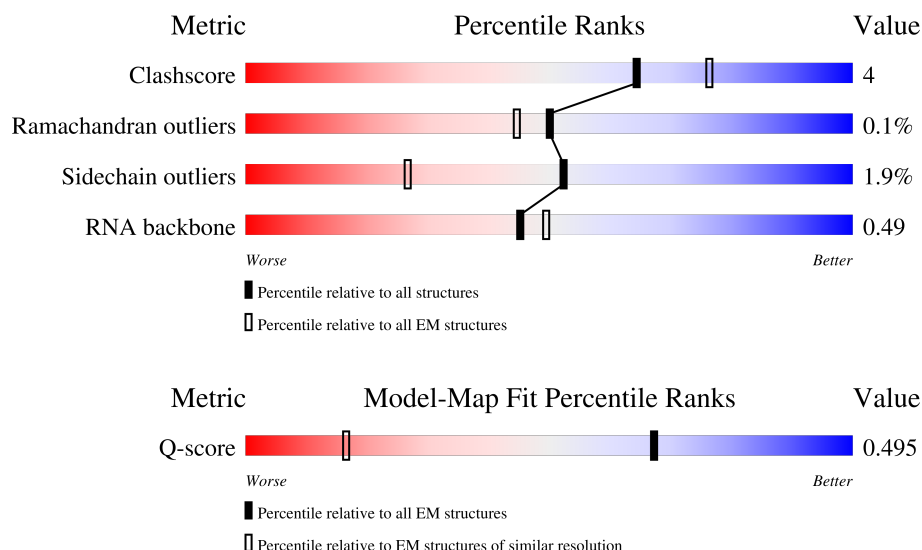 Metric Percentile Ranks Value
Clashscore 4
Ramachandran outliers 0.1%
Sidechain outliers 1.9%
RNA backbone 0.49
Worse Better
Percentile relative to all structures
Percentile relative to all EM structures
Metric Model-Map Fit Percentile Ranks Value
Q-score 0.495
Worse Better
Percentile relative to all EM structures
Percentile relative to EM structures of similar resolution